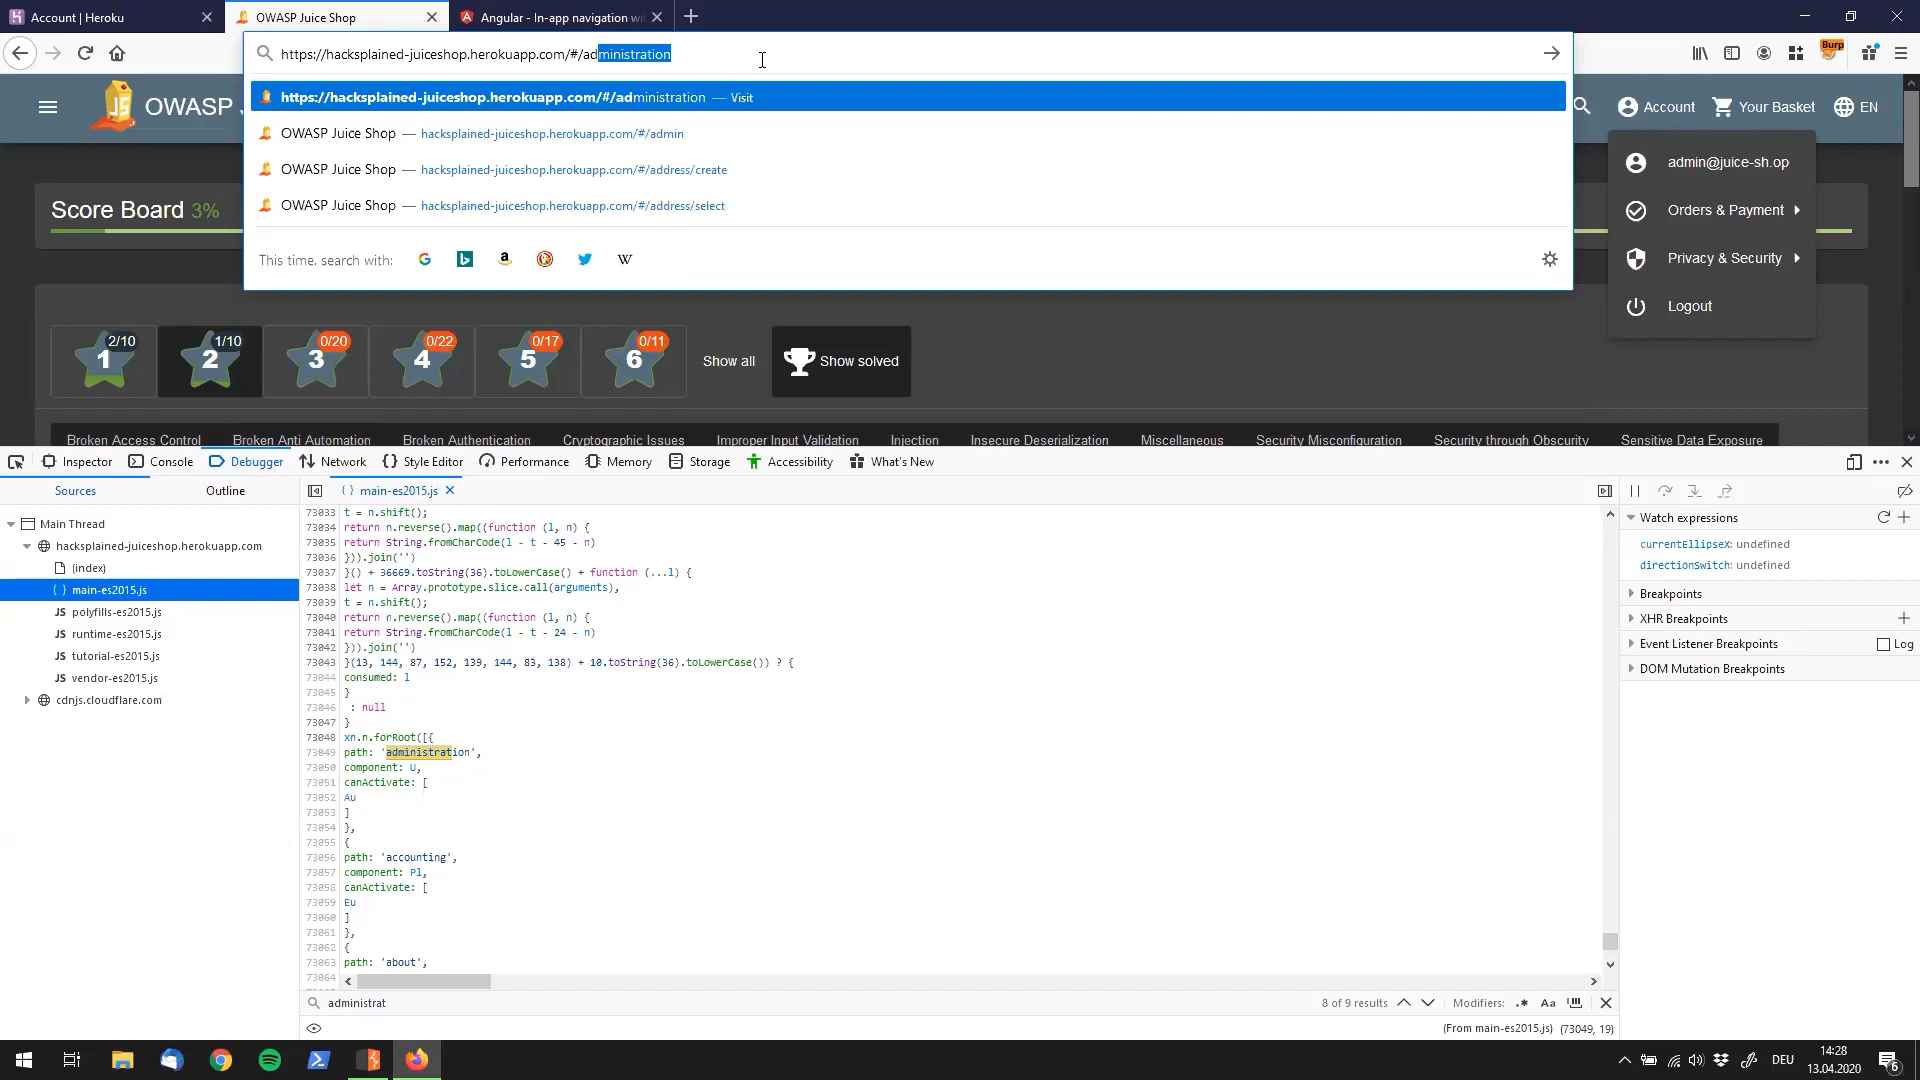 Account | Heroku
OWASP Juice Shop
Angular - In-app navigation wi
https://hacksplained-juiceshop.herokuapp.com/#/administration
Burp
https://hacksplained-juiceshop.herokuapp.com/#/administration — Visit
OWASP Juice Shop — hacksplained-juiceshop.herokuapp.com/#/admin
OWASP Juice Shop — hacksplained-juiceshop.herokuapp.com/#/address/create
OWASP Juice Shop — hacksplained-juiceshop.herokuapp.com/#/address/select
This time, search with:
OWASP J
Account
Your Basket
EN
admin@juice-sh.op
Orders & Payment
Privacy & Security
Logout
Score Board 3%
1 2/10
2 1/10
3 0/20
4 0/22
5 0/17
6 0/11
Show all
Show solved
Broken Access Control Broken Anti Automation Broken Authentication Cryptographic Issues Improper Input Validation Injection Insecure Deserialization Miscellaneous Security Misconfiguration Security through Obscurity Sensitive Data Exposure
Inspector Console Debugger Network Style Editor Performance Memory Storage Accessibility What's New
Sources Outline
Main Thread
hacksplained-juiceshop.herokuapp.com
(index)
main-es2015.js
JS polyfills-es2015.js
JS runtime-es2015.js
JS tutorial-es2015.js
JS vendor-es2015.js
cdnjs.cloudflare.com
main-es2015.js
73033 t = n.shift();
73034 return n.reverse().map((function (l, n) {
73035 return String.fromCharCode(l - t - 45 - n)
73036 })).join('')
73037 }() + 36669.toString(36).toLowerCase() + function (...l) {
73038 let n = Array.prototype.slice.call(arguments),
73039 t = n.shift();
73040 return n.reverse().map((function (l, n) {
73041 return String.fromCharCode(l - t - 24 - n)
73042 })).join('')
73043 }(13, 144, 87, 152, 139, 144, 83, 138) + 10.toString(36).toLowerCase()) ? {
73044 consumed: l
73045 }
73046 : null
73047 }
73048 xn.n.forRoot([{
73049 path: 'administration',
73050 component: U,
73051 canActivate: [
73052 Au
73053 ]
73054 },
73055 {
73056 path: 'accounting',
73057 component: Pl,
73058 canActivate: [
73059 Eu
73060 ]
73061 },
73062 {
73063 path: 'about',
73064
administrat
8 of 9 results
Modifiers: .* Aa
(From main-es2015.js) (73049, 19)
Watch expressions
currentEllipseX: undefined
directionSwitch: undefined
Breakpoints
XHR Breakpoints
Event Listener Breakpoints Log
DOM Mutation Breakpoints
DEU
14:28
13.04.2020
6